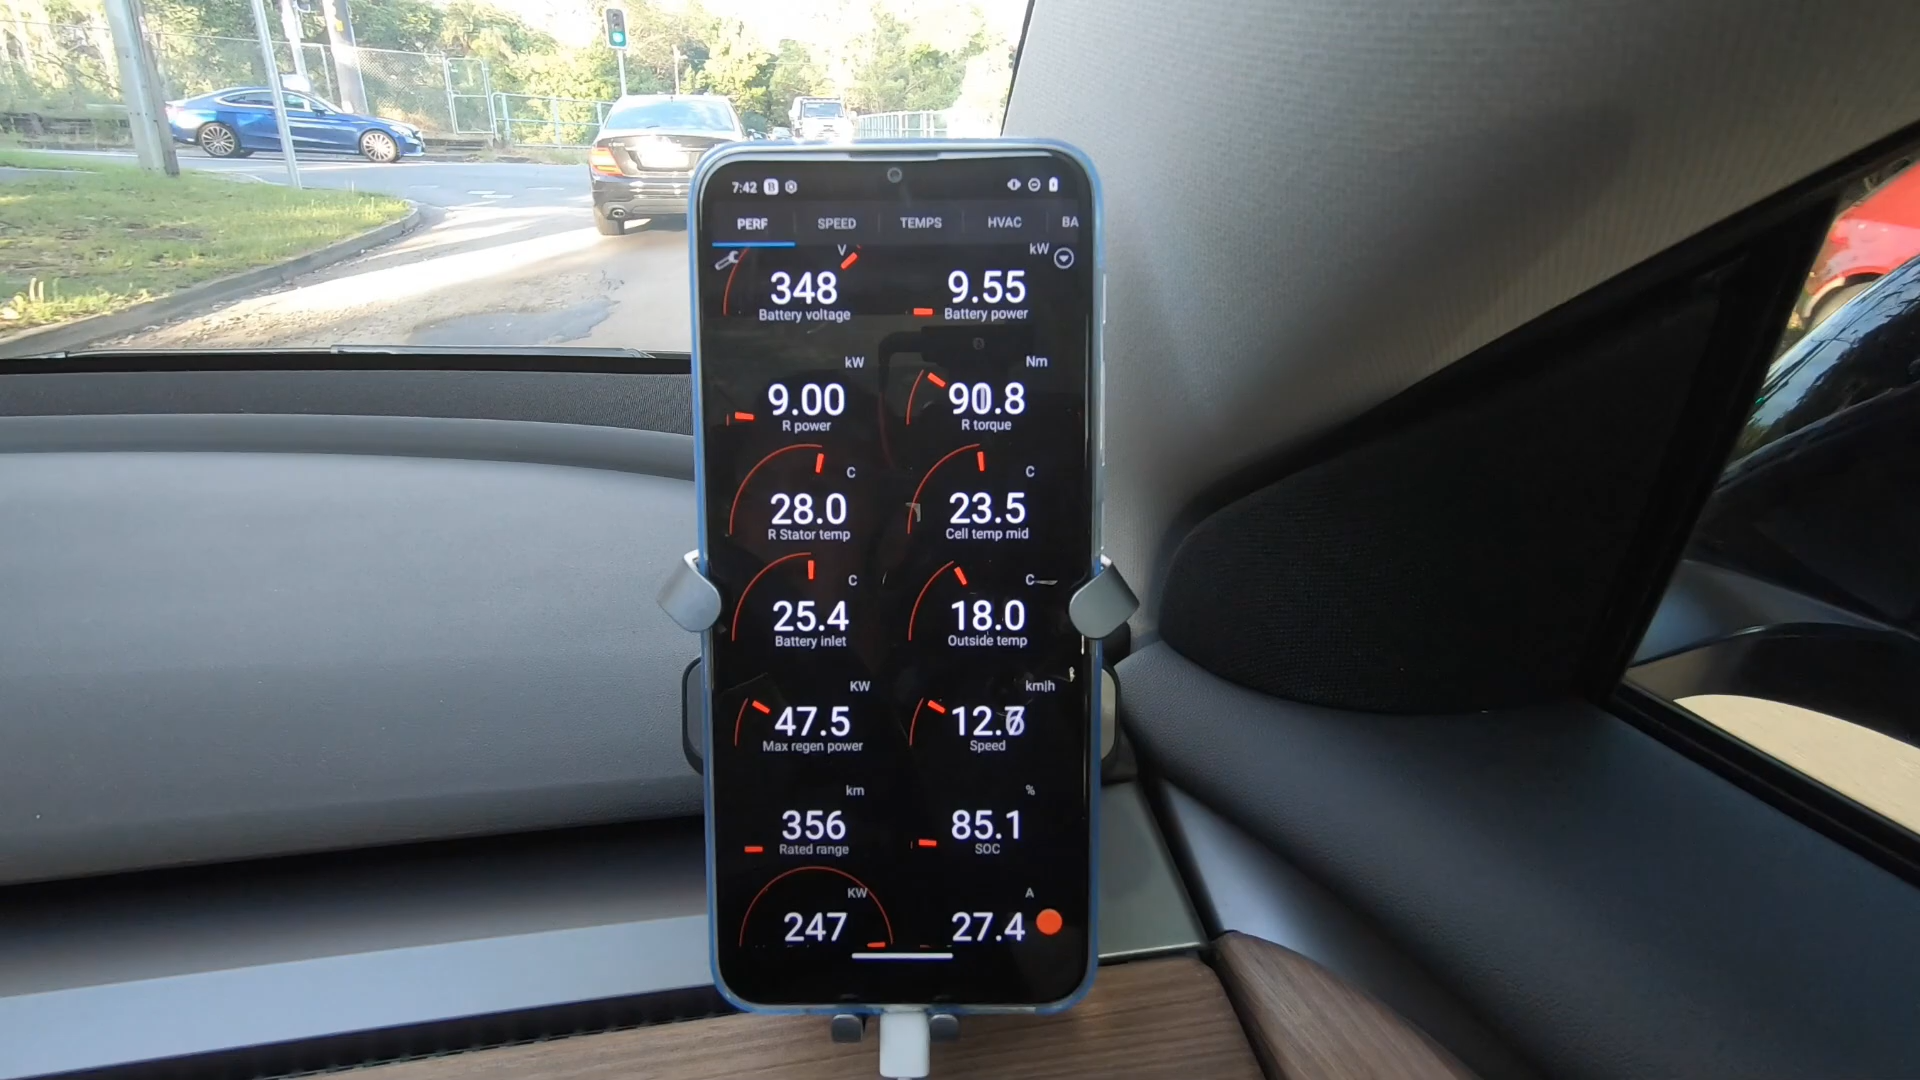 7:42
PERF SPEED TEMPS HVAC BA
V kW
348 9.55
Battery voltage Battery power
kW Nm
9.00 90.8
R power R torque
C C
28.0 23.5
R Stator temp Cell temp mid
C C
25.4 18.0
Battery inlet Outside temp
KW km|h
47.5
Max regen power Speed
km %
356 85.1
Rated range SOC
KW A
247 27.4